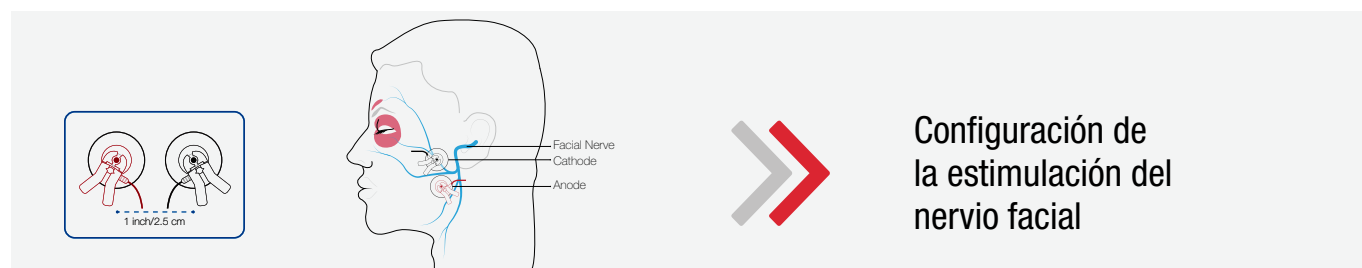 1 inch/2.5 cm
Facial Nerve
Cathode
Anode
Configuración de
la estimulación del
nervio facial